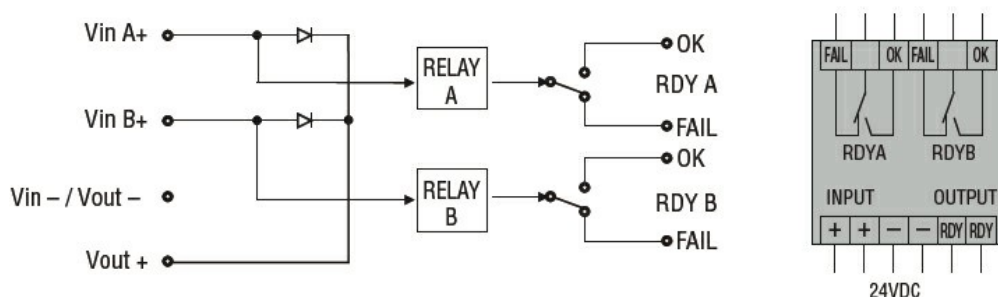 Vin A+
Vin B+
Vin – / Vout –
Vout +
RELAY
A
OK
RDY A
FAIL
RELAY
B
OK
RDY B
FAIL
FAIL OK FAIL OK
RDYA RDYB
INPUT OUTPUT
+ + – – RDY RDY
24VDC